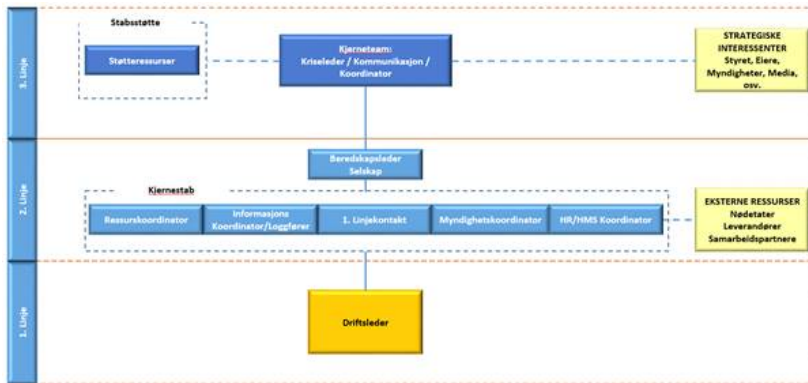 3. Linje
Stabsstøtte
Støtteressurser
Kjerneteam:
Kriseleder / Kommunikasjon /
Koordinator
STRATEGISKE
INTERESSENTER
Styret, Eiere,
Myndigheter, Media,
osv.
2. Linje
Beredskapsleder
Selskap
Kjernestab
Ressurskoordinator
Informasjons
Koordinator/Loggfører
1. Linjekontakt
Myndighetskoordinator
HR/HMS Koordinator
EKSTERNE RESSURSER
Nødetater
Leverandører
Samarbeidspartnere
1. Linje
Driftsleder